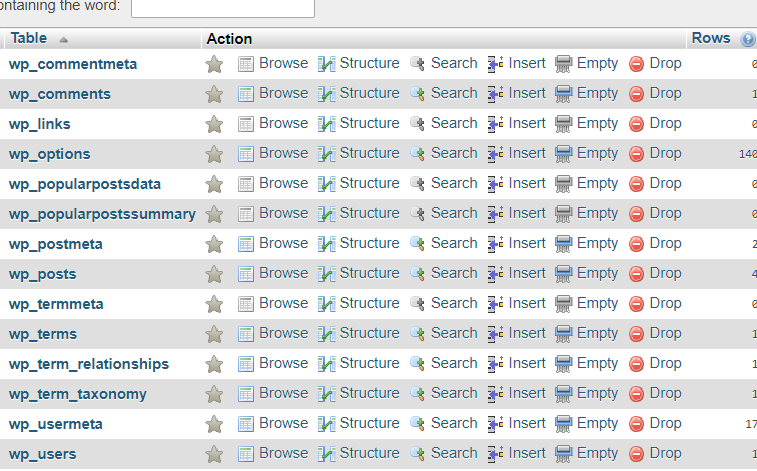 ontaining the word:
Table Action Rows
wp_commentmeta Browse Structure Search Insert Empty Drop 0
wp_comments Browse Structure Search Insert Empty Drop 1
wp_links Browse Structure Search Insert Empty Drop 0
wp_options Browse Structure Search Insert Empty Drop 140
wp_popularpostsdata Browse Structure Search Insert Empty Drop 0
wp_popularpostssummary Browse Structure Search Insert Empty Drop 0
wp_postmeta Browse Structure Search Insert Empty Drop 2
wp_posts Browse Structure Search Insert Empty Drop 4
wp_termmeta Browse Structure Search Insert Empty Drop 0
wp_terms Browse Structure Search Insert Empty Drop 1
wp_term_relationships Browse Structure Search Insert Empty Drop 1
wp_term_taxonomy Browse Structure Search Insert Empty Drop 1
wp_usermeta Browse Structure Search Insert Empty Drop 17
wp_users Browse Structure Search Insert Empty Drop 1